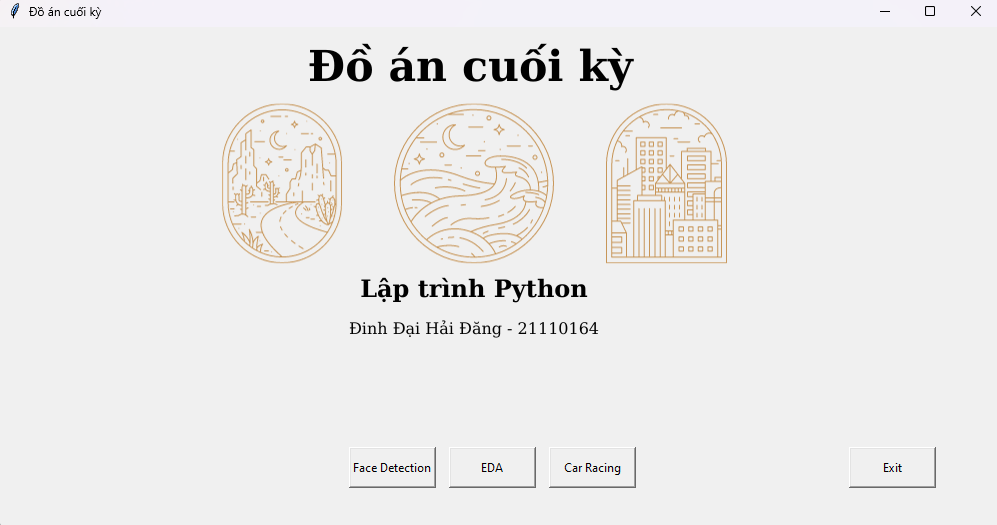 Đồ án cuối kỳ
Đồ án cuối kỳ
Lập trình Python
Đinh Đại Hải Đăng - 21110164
Face Detection EDA Car Racing Exit